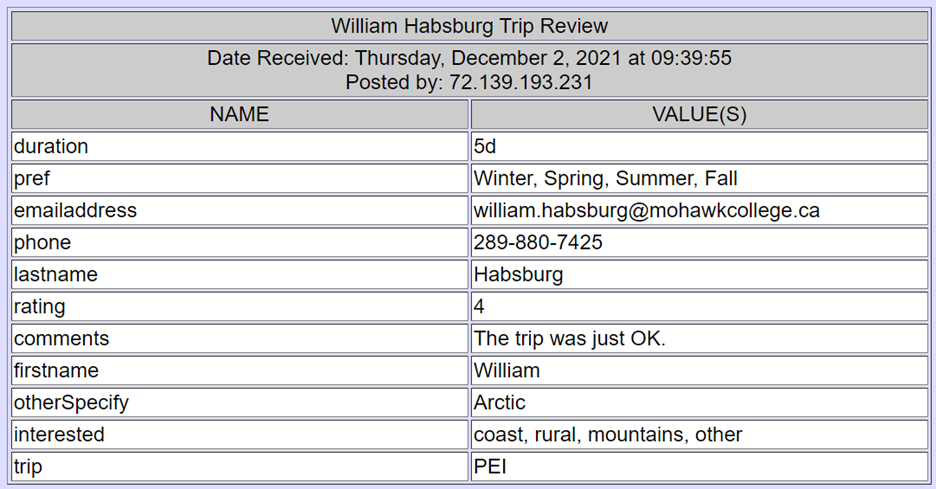 William Habsburg Trip Review
Date Received: Thursday, December 2, 2021 at 09:39:55
Posted by: 72.139.193.231
NAME VALUE(S)
duration 5d
pref Winter, Spring, Summer, Fall
emailaddress william.habsburg@mohawkcollege.ca
phone 289-880-7425
lastname Habsburg
rating 4
comments The trip was just OK.
firstname William
otherSpecify Arctic
interested coast, rural, mountains, other
trip PEI